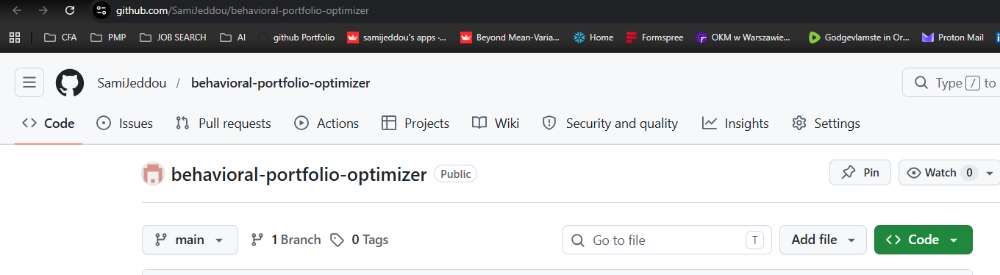 github.com/SamiJeddou/behavioral-portfolio-optimizer
CFA PMP JOB SEARCH AI github Portfolio samijeddou's apps ·... Beyond Mean-Varia... Home Formspree OKM w Warszawie... Godgevlamste in Or... Proton Mail
SamiJeddou / behavioral-portfolio-optimizer Type / to
Code Issues Pull requests Actions Projects Wiki Security and quality Insights Settings
behavioral-portfolio-optimizer Public Pin Watch 0
main 1 Branch 0 Tags Go to file T Add file Code